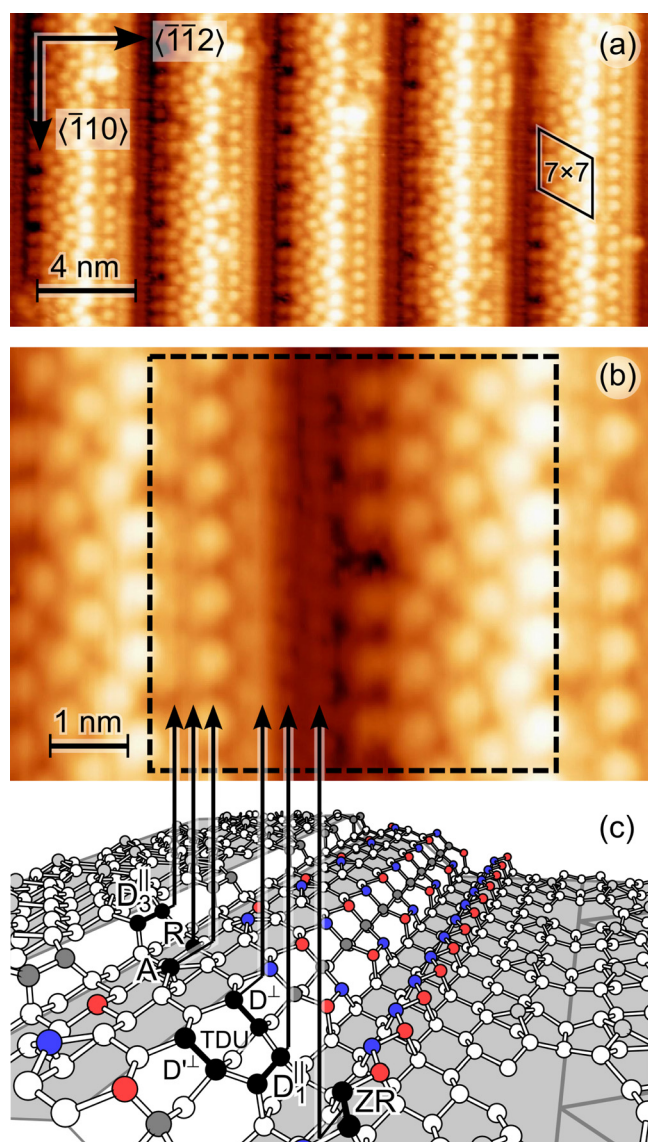 (a)
⟨1̅1̅2⟩
⟨1̅10⟩
7×7
4 nm
(b)
1 nm
(c)
D₃^||
R
A
D^⊥
TDU
D'^⊥
D₁^||
ZR